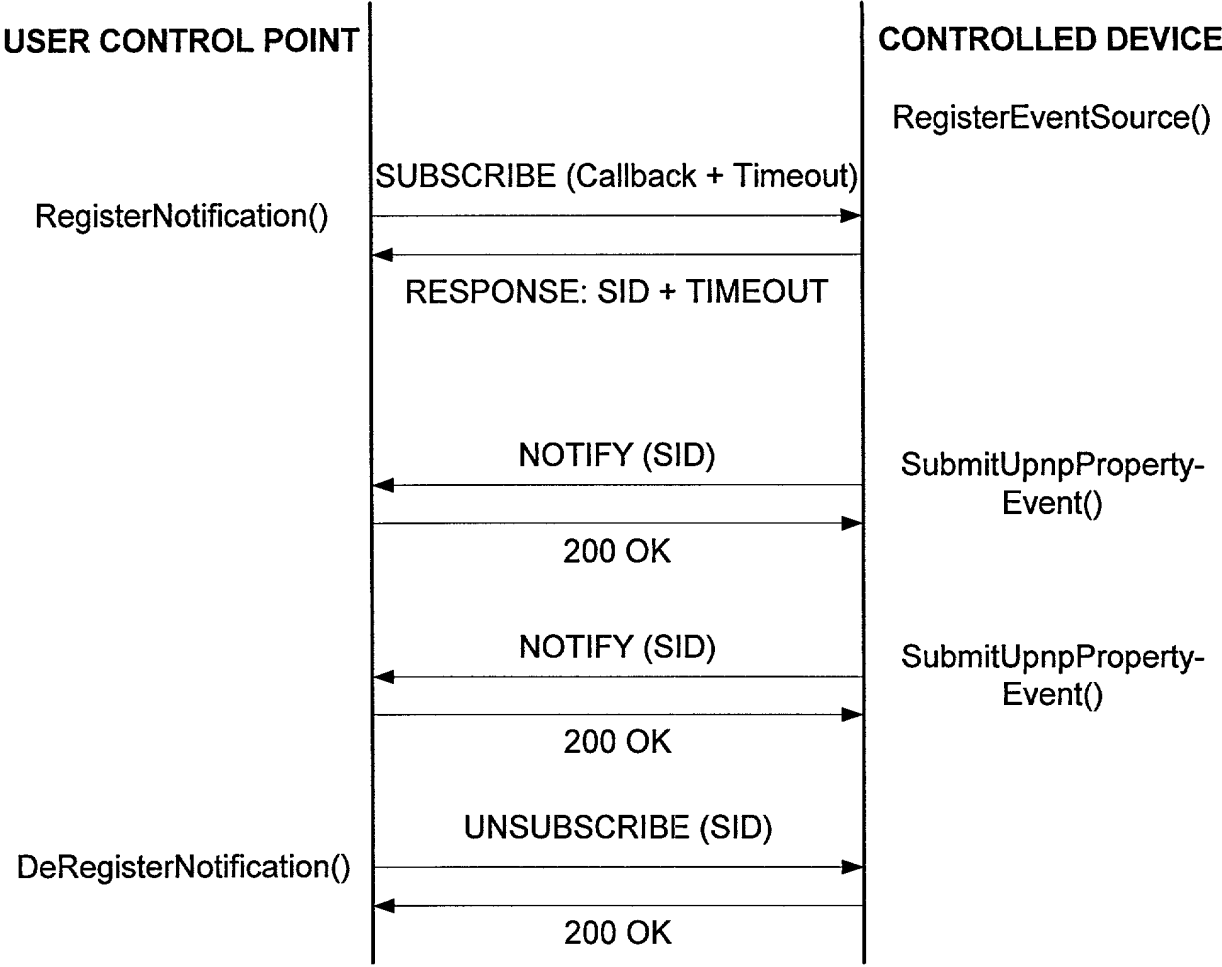 USER CONTROL POINT
CONTROLLED DEVICE
RegisterEventSource()
SUBSCRIBE (Callback + Timeout)
RegisterNotification()
RESPONSE: SID + TIMEOUT
NOTIFY (SID)
SubmitUpnpProperty-
Event()
200 OK
NOTIFY (SID)
SubmitUpnpProperty-
Event()
200 OK
UNSUBSCRIBE (SID)
DeRegisterNotification()
200 OK